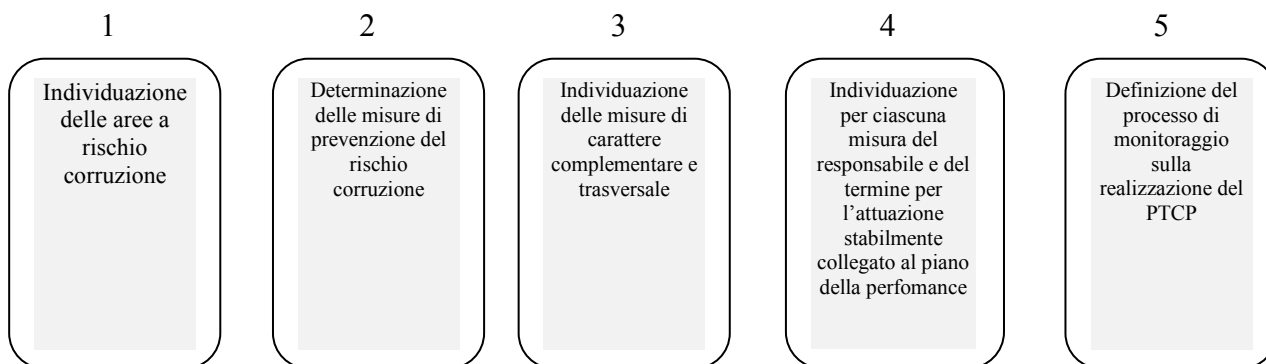 1
Individuazione
delle aree a
rischio
corruzione
2
Determinazione
delle misure di
prevenzione del
rischio
corruzione
3
Individuazione
delle misure di
carattere
complementare e
trasversale
4
Individuazione
per ciascuna
misura del
responsabile e del
termine per
l’attuazione
stabilmente
collegato al piano
della perfomance
5
Definizione del
processo di
monitoraggio
sulla
realizzazione del
PTCP